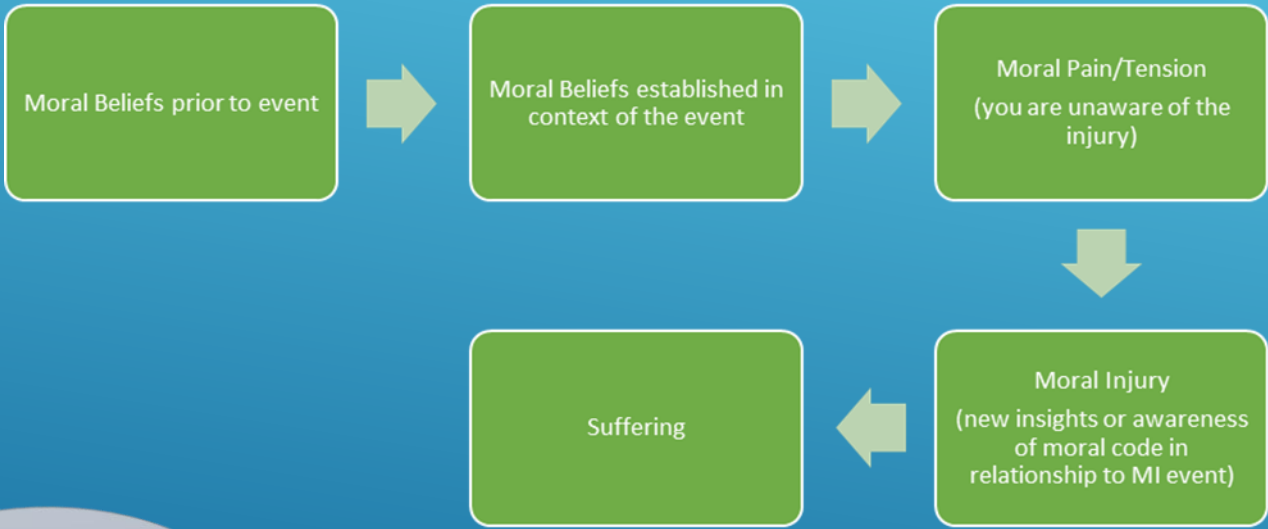 Moral Beliefs prior to event
Moral Beliefs established in
context of the event
Moral Pain/Tension
(you are unaware of the
injury)
Moral Injury
(new insights or awareness
of moral code in
relationship to MI event)
Suffering